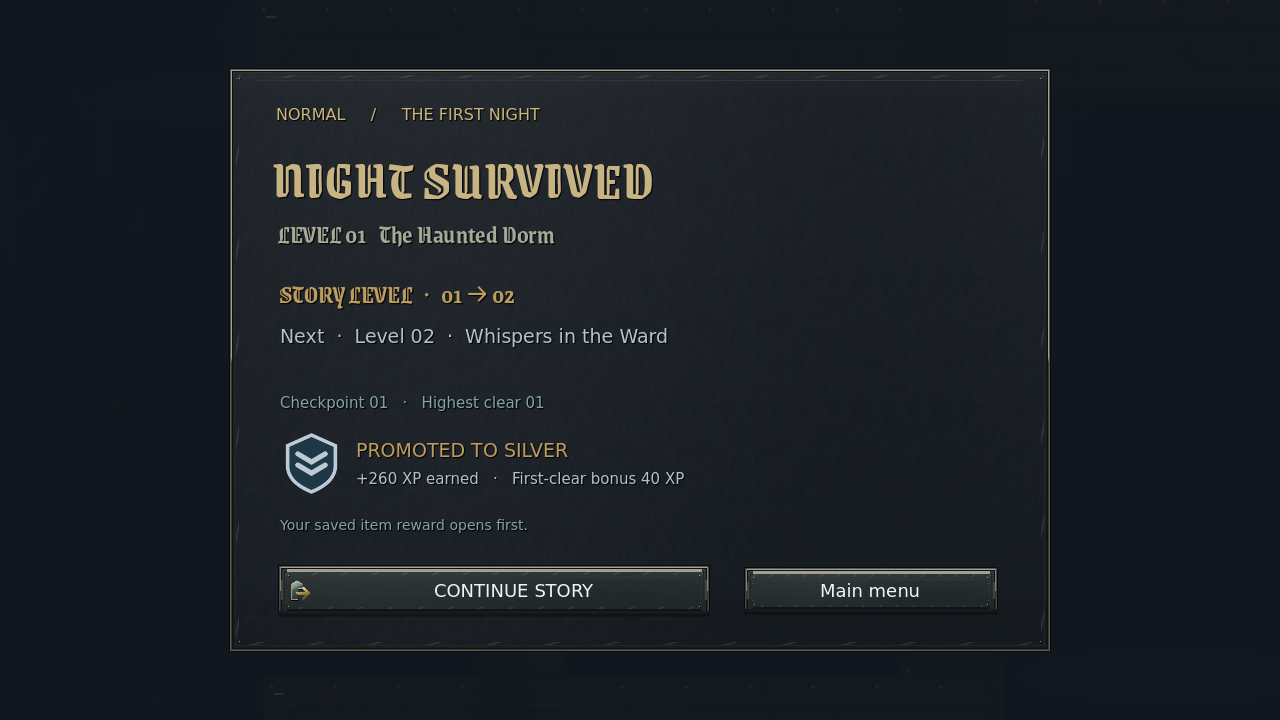 NORMAL / THE FIRST NIGHT
NIGHT SURVIVED
LEVEL 01 The Haunted Dorm
STORY LEVEL · 01 → 02
Next · Level 02 · Whispers in the Ward
Checkpoint 01 · Highest clear 01
PROMOTED TO SILVER
+260 XP earned · First-clear bonus 40 XP
Your saved item reward opens first.
CONTINUE STORY
Main menu